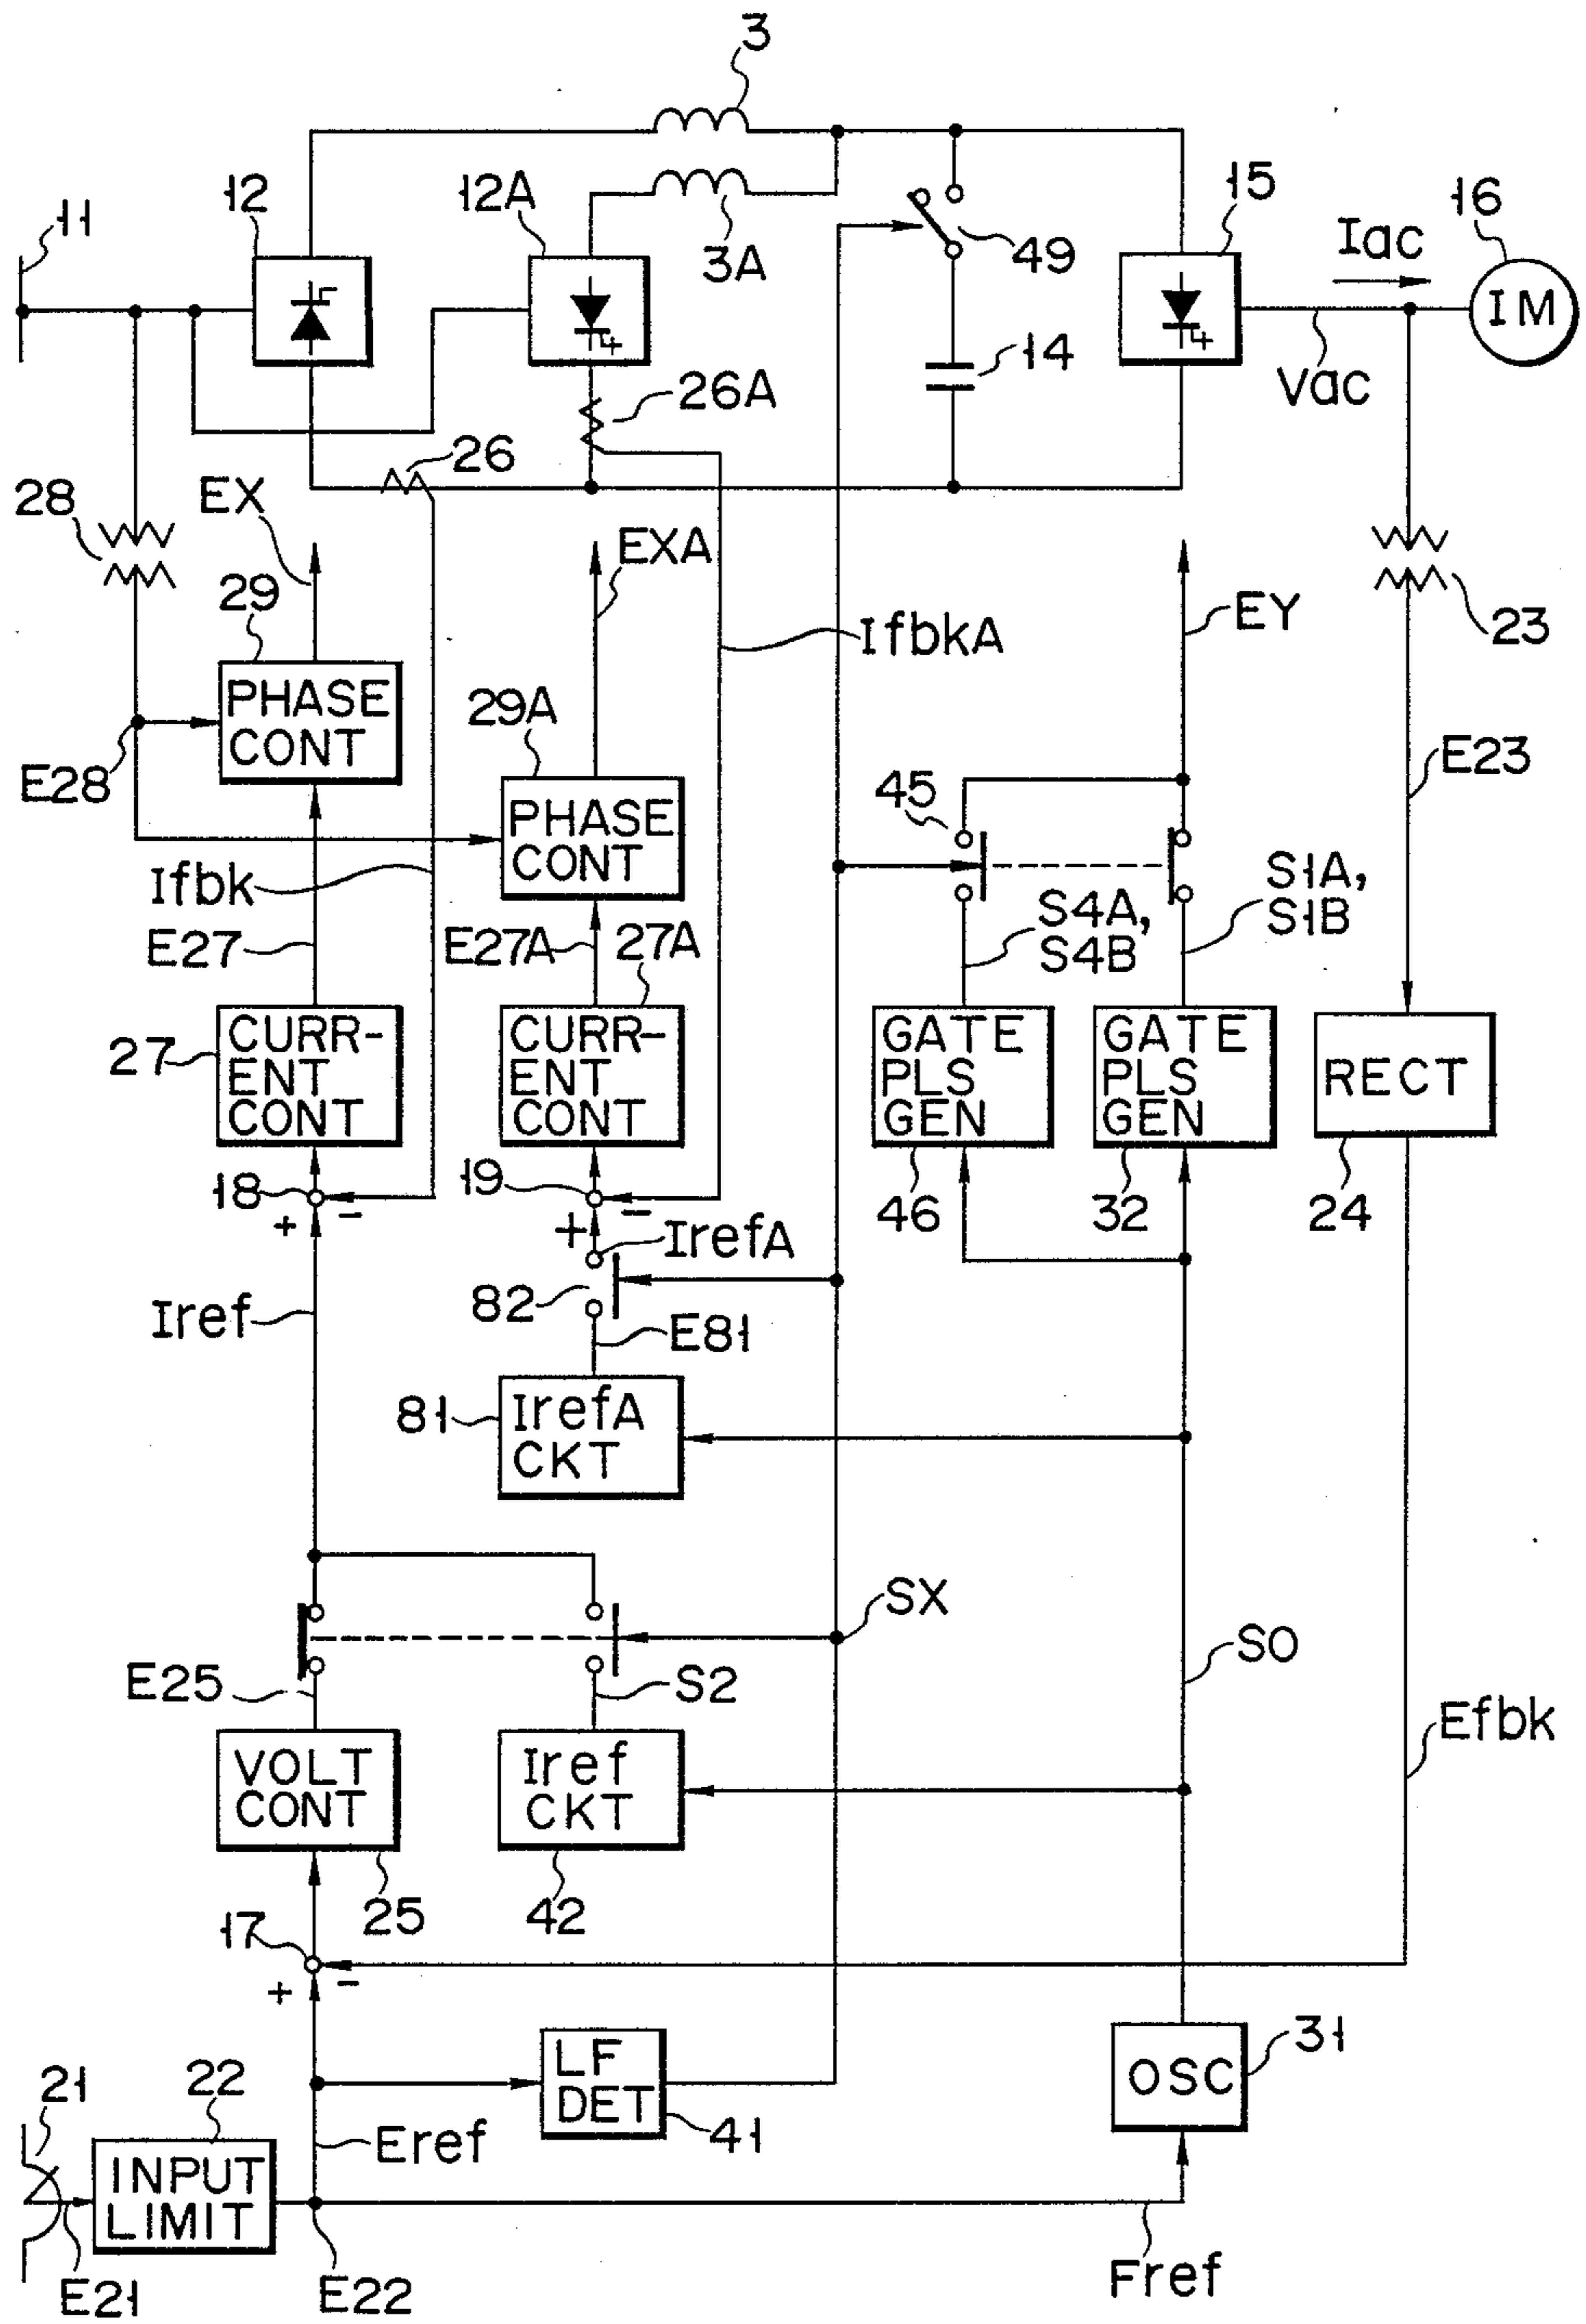 3
11
12
12A
3A
49
15
Iac
16
IM
14
Vac
26A
26
28
EX
EXA
29
IfbkA
EY
23
PHASE
CONT
29A
E28
PHASE
CONT
45
E23
Ifbk
S1A,
S1B
S4A,
S4B
E27
E27A
27A
27
CURR-
ENT
CONT
CURR-
ENT
CONT
GATE
PLS
GEN
GATE
PLS
GEN
RECT
18
+
-
19
+
-
46
32
24
IrefA
82
Iref
E81
81
IrefA
CKT
SX
SO
E25
S2
Efbk
VOLT
CONT
Iref
CKT
25
42
17
+
-
31
OSC
LF
DET
41
21
22
Eref
INPUT
LIMIT
E21
E22
Fref